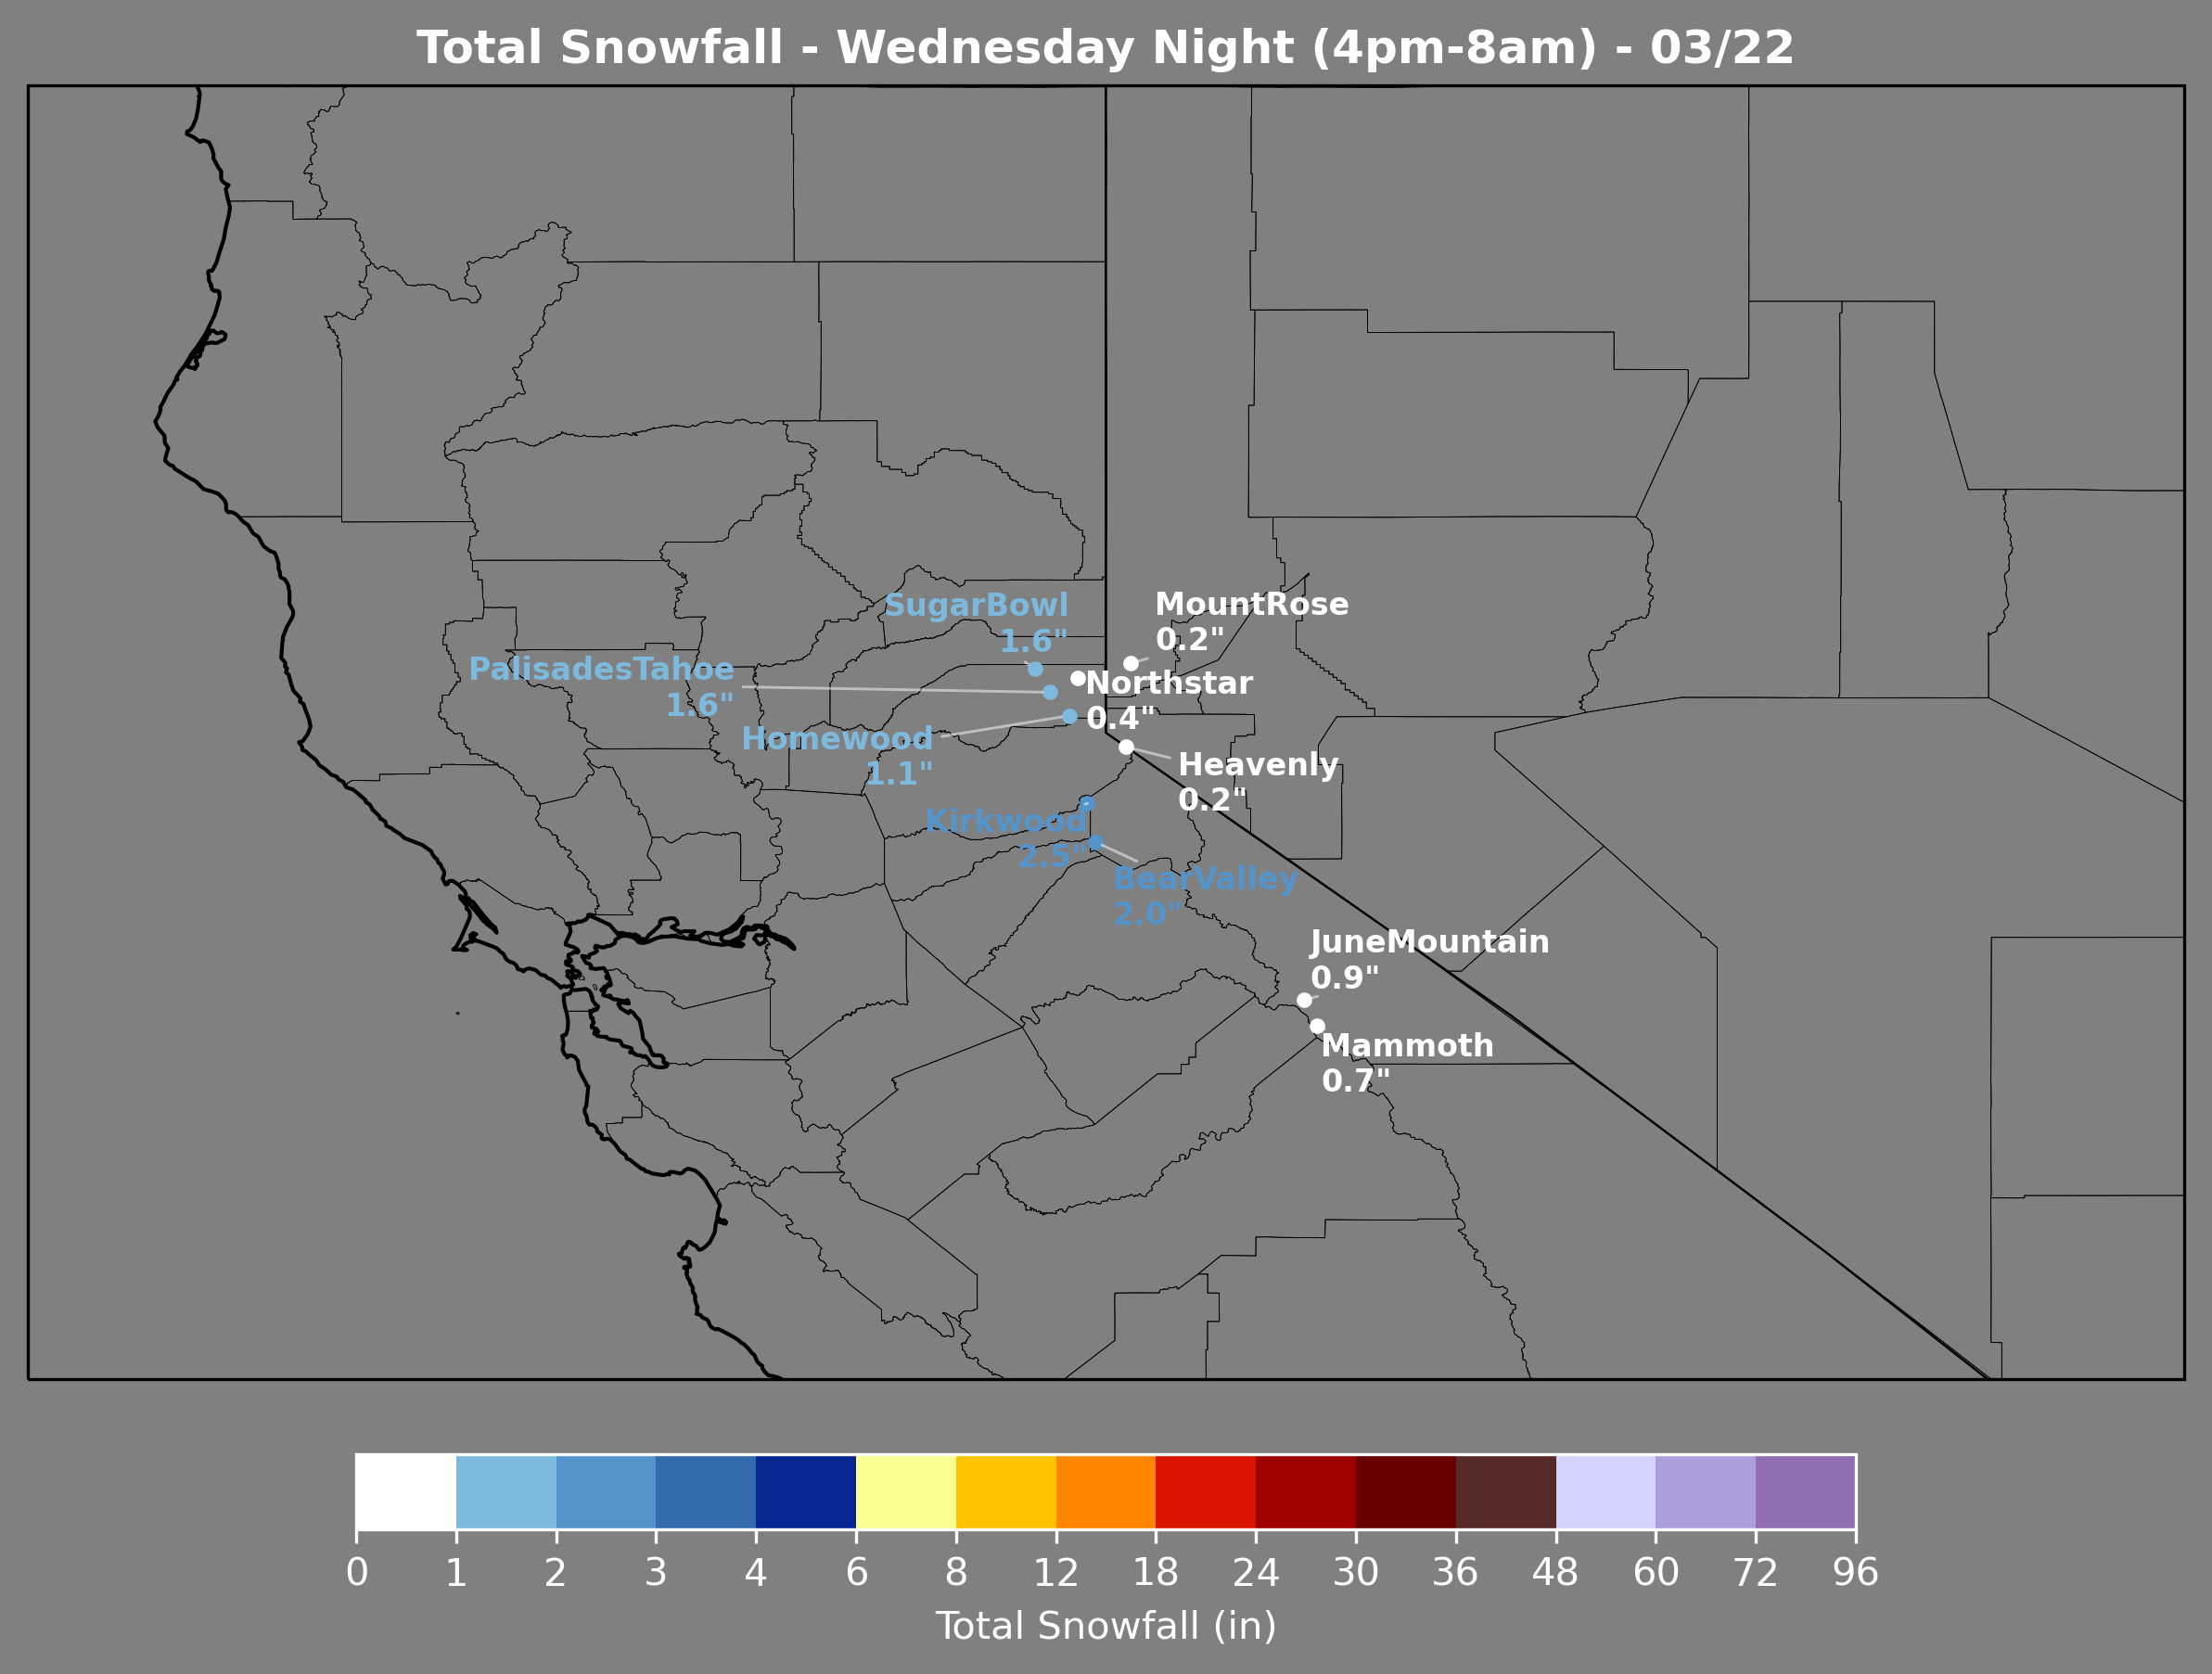 Total Snowfall - Wednesday Night (4pm-8am) - 03/22
SugarBowl
1.6"
MountRose
0.2"
PalisadesTahoe
1.6"
Northstar
0.4"
Homewood
1.1"
Heavenly
0.2"
Kirkwood
2.5"
BearValley
2.0"
JuneMountain
0.9"
Mammoth
0.7"
0 1 2 3 4 6 8 12 18 24 30 36 48 60 72 96
Total Snowfall (in)